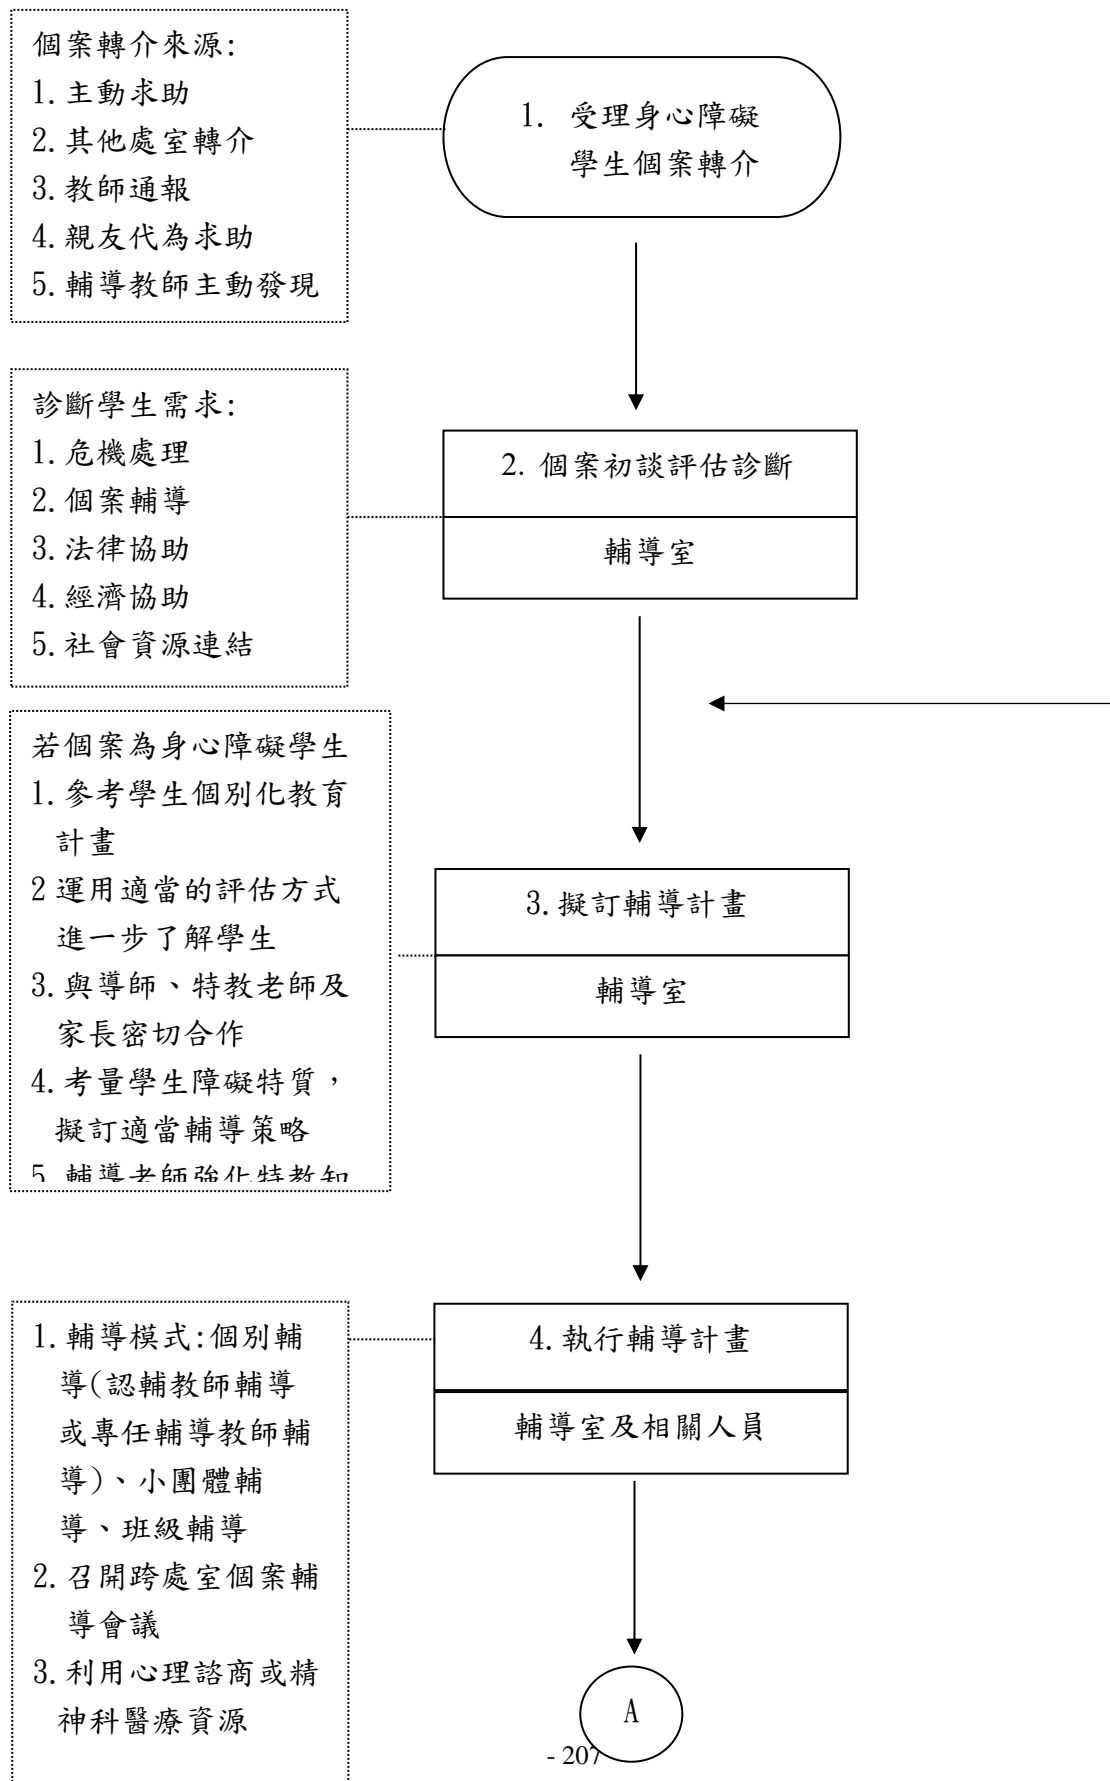 個案轉介來源:
1.主動求助
2.其他處室轉介
3.教師通報
4.親友代為求助
5.輔導教師主動發現
1. 受理身心障礙
學生個案轉介
診斷學生需求:
1.危機處理
2.個案輔導
3.法律協助
4.經濟協助
5.社會資源連結
2. 個案初談評估診斷
輔導室
若個案為身心障礙學生
1.參考學生個別化教育
計畫
2 運用適當的評估方式
進一步了解學生
3.與導師、特教老師及
家長密切合作
4.考量學生障礙特質，
擬訂適當輔導策略
5.輔導老師強化特教知
3.擬訂輔導計畫
輔導室
1.輔導模式:個別輔
導(認輔教師輔導
或專任輔導教師輔
導)、小團體輔
導、班級輔導
2.召開跨處室個案輔
導會議
3.利用心理諮商或精
神科醫療資源
4.執行輔導計畫
輔導室及相關人員
A
- 207